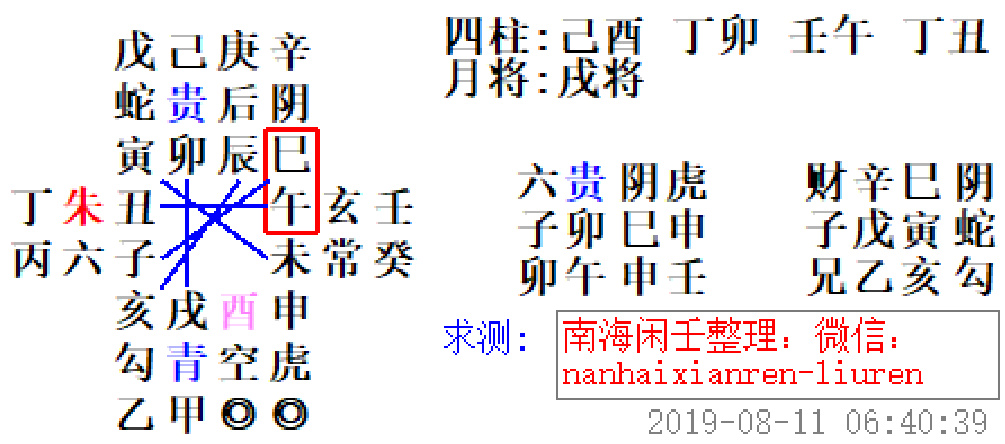 戊己庚辛
蛇贵后阴
寅卯辰巳
丁朱丑 午玄壬
丙六子 未常癸
亥戌酉申
勾青空虎
乙甲◎◎
四柱:己酉 丁卯 壬午 丁丑
月将:戌将
六贵阴虎 财辛巳阴
子卯巳申 子戊寅蛇
卯午申壬 兄乙亥勾
求测:
南海闲壬整理:微信:
nanhaixianren-liuren
2019-08-11 06:40:39